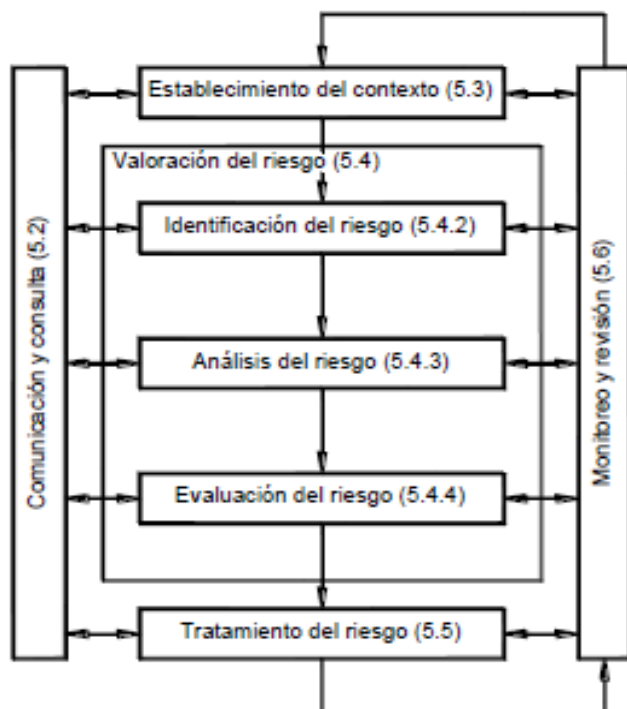 Establecimiento del contexto (5.3)
Valoración del riesgo (5.4)
Identificación del riesgo (5.4.2)
Análisis del riesgo (5.4.3)
Evaluación del riesgo (5.4.4)
Tratamiento del riesgo (5.5)
Comunicación y consulta (5.2)
Monitoreo y revisión (5.6)